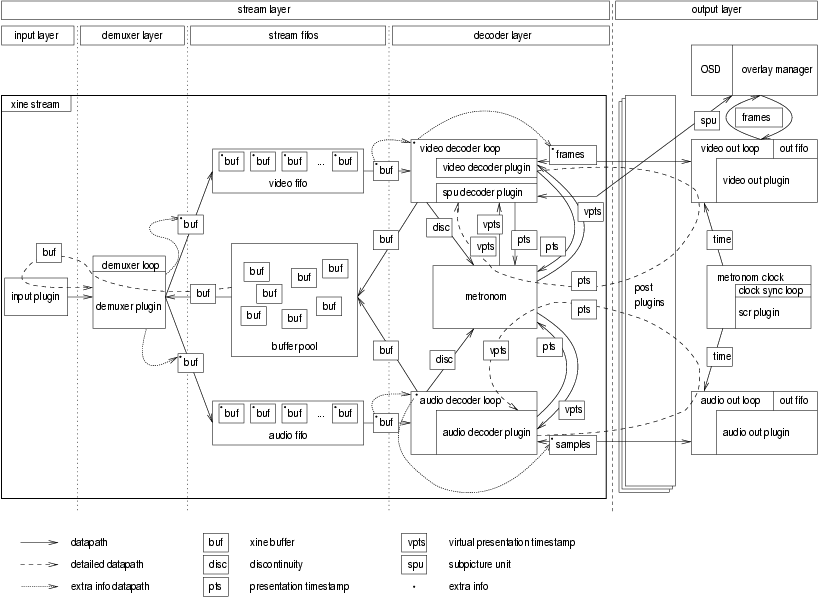 stream layer
output layer
input layer
demuxer layer
stream fifos
decoder layer
OSD
overlay manager
xine stream
spu
frames
buf
buf
buf
...
buf
video fifo
buf
video decoder loop
video decoder plugin
spu decoder plugin
frames
video out loop
out fifo
video out plugin
buf
disc
vpts
vpts
pts
pts
vpts
time
buf
buf
demuxer loop
demuxer plugin
input plugin
buf
buf
buf
buf
buf
buf
buf
buf
buffer pool
metronom
pts
pts
post
plugins
metronom clock
clock sync loop
scr plugin
buf
buf
disc
vpts
pts
vpts
time
buf
buf
buf
...
buf
audio fifo
buf
audio decoder loop
audio decoder plugin
samples
audio out loop
out fifo
audio out plugin
datapath
buf
xine buffer
vpts
virtual presentation timestamp
detailed datapath
disc
discontinuity
spu
subpicture unit
extra info datapath
pts
presentation timestamp
extra info